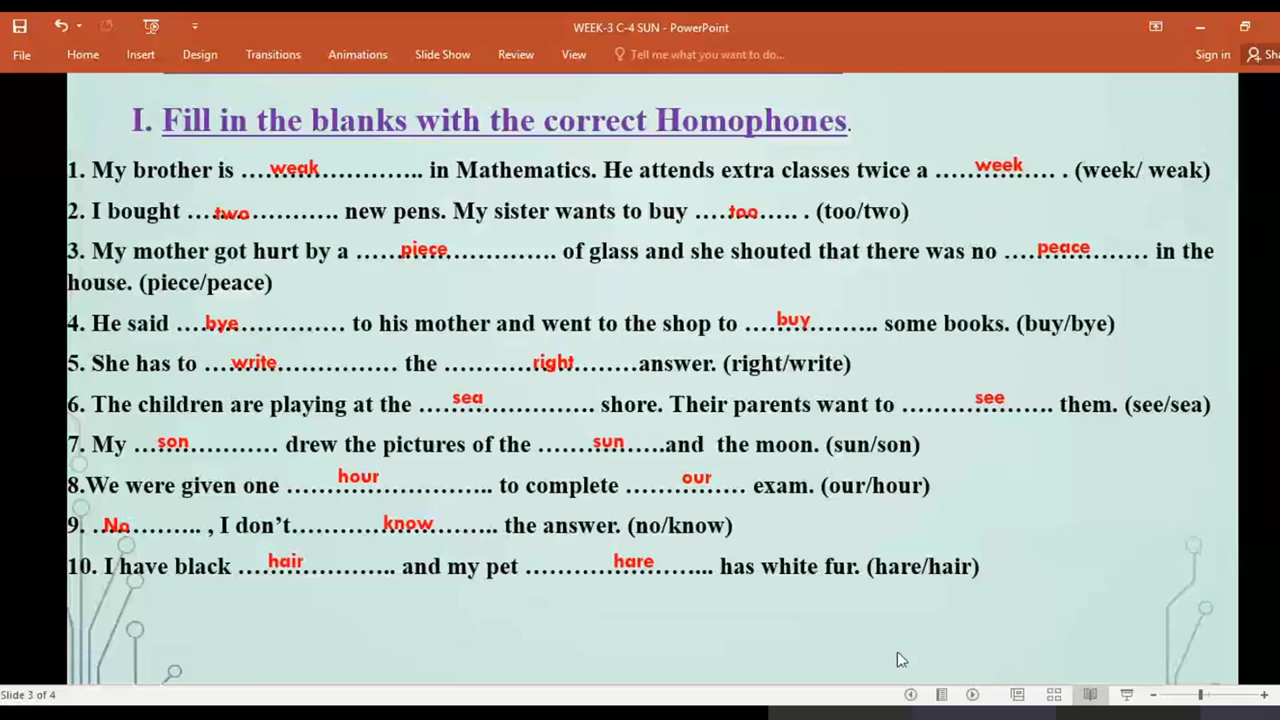 WEEK-3 C-4 SUN - PowerPoint
File Home Insert Design Transitions Animations Slide Show Review View Tell me what you want to do... Sign in Sha
I. Fill in the blanks with the correct Homophones.
1. My brother is ….weak….. in Mathematics. He attends extra classes twice a ….week…. . (week/ weak)
2. I bought ….two…. new pens. My sister wants to buy ….too…. . (too/two)
3. My mother got hurt by a ….piece…. of glass and she shouted that there was no ….peace…. in the
house. (piece/peace)
4. He said ….bye…. to his mother and went to the shop to ….buy….. some books. (buy/bye)
5. She has to ….write…. the ….right….answer. (right/write)
6. The children are playing at the ….sea…. shore. Their parents want to ….see…. them. (see/sea)
7. My ….son…. drew the pictures of the ….sun….and the moon. (sun/son)
8.We were given one ….hour….. to complete ….our…. exam. (our/hour)
9. ….No….. , I don’t….know….. the answer. (no/know)
10. I have black ….hair….. and my pet ….hare…... has white fur. (hare/hair)
Slide 3 of 4